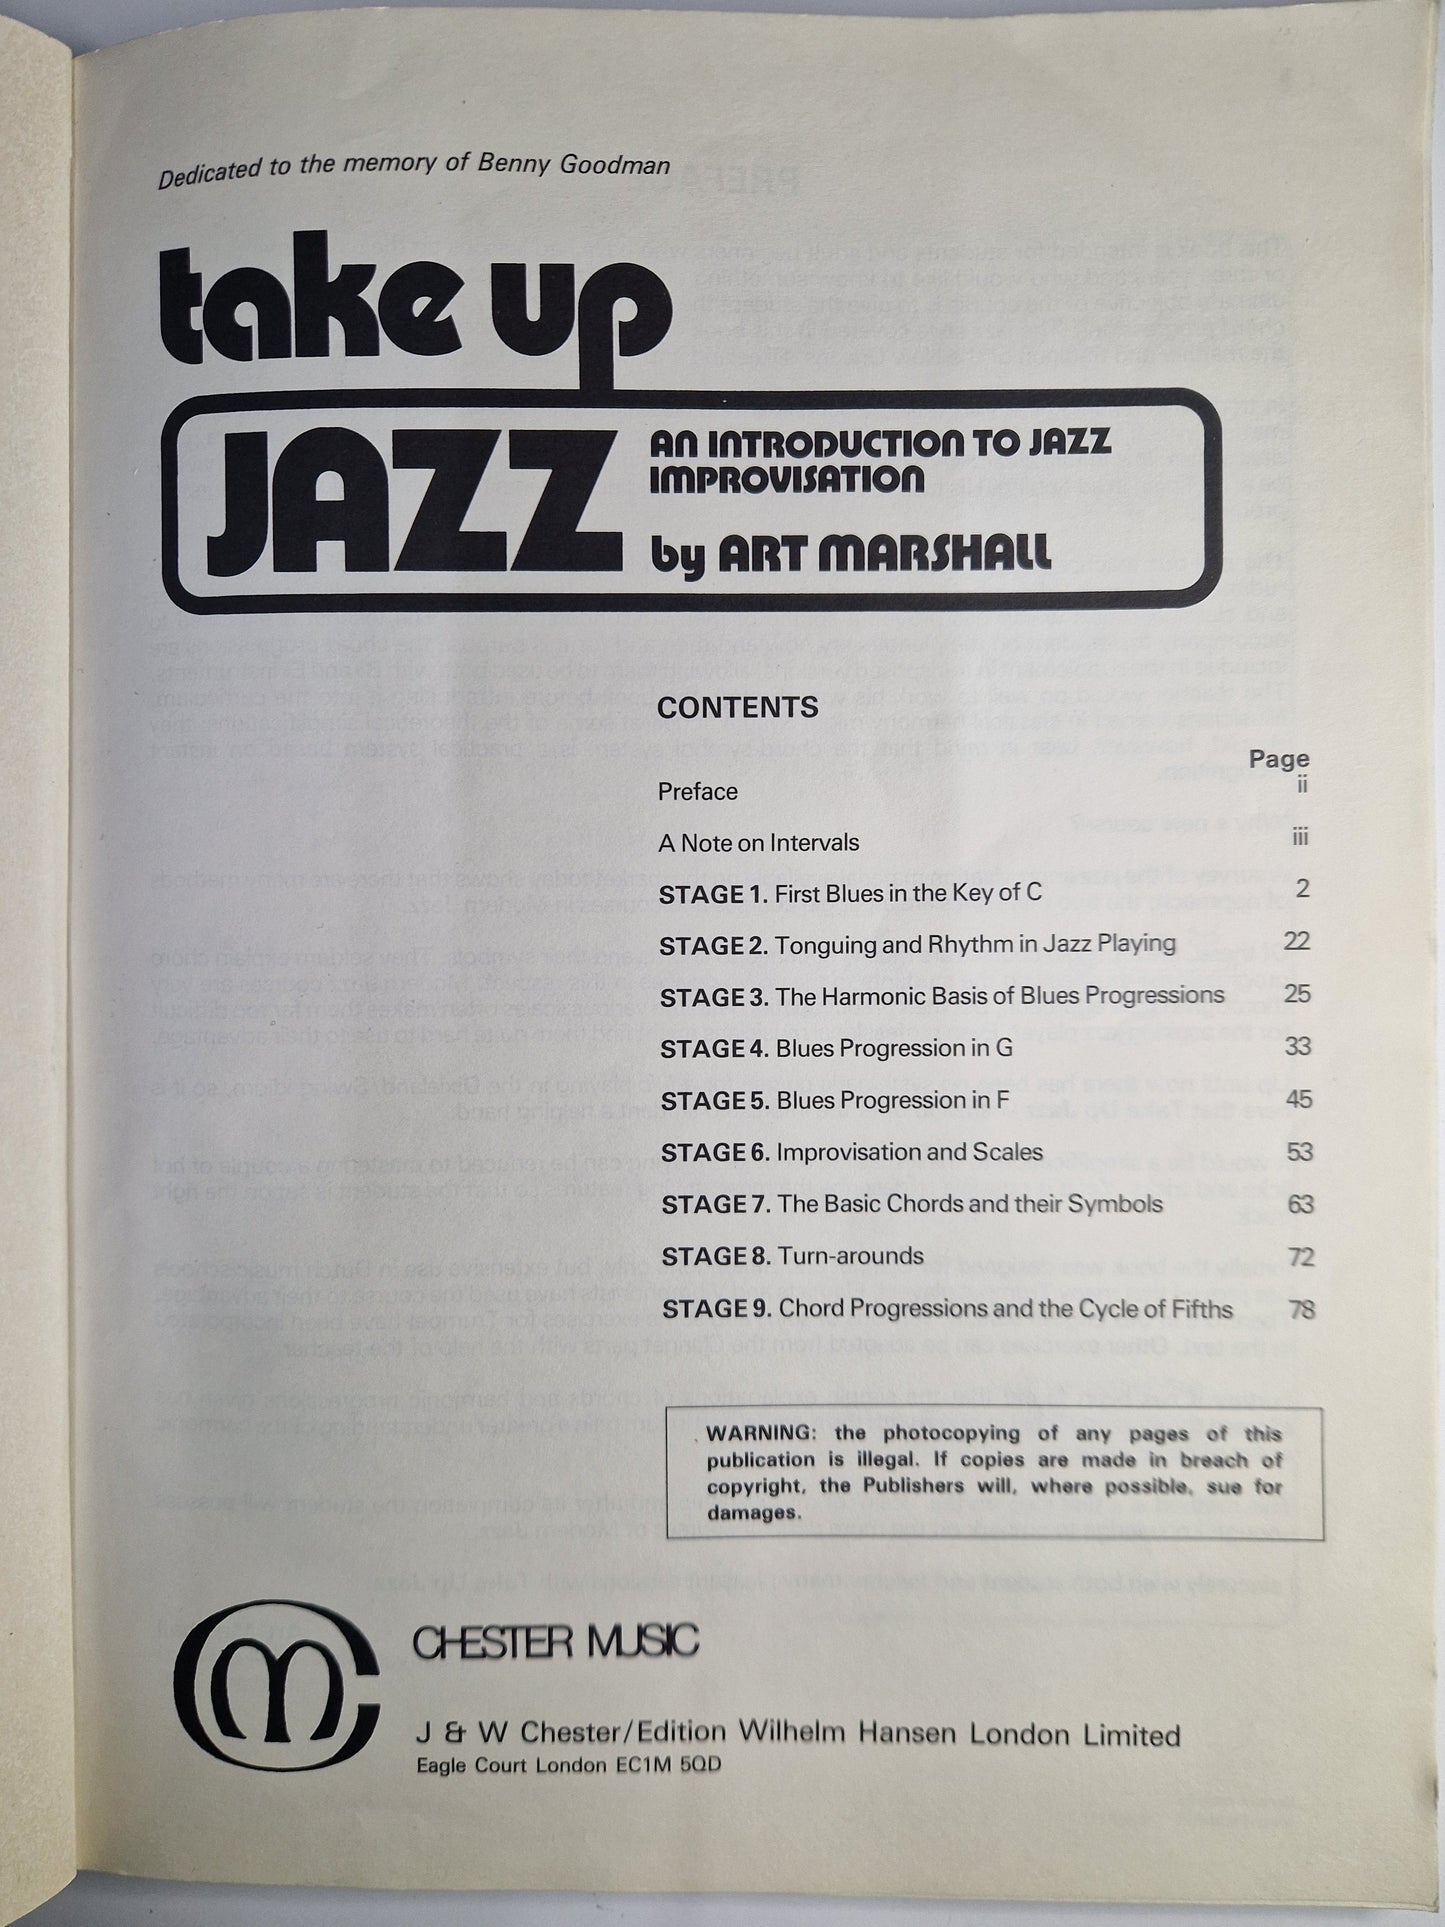 Dedicated to the memory of Benny Goodman
take up
JAZZ
AN INTRODUCTION TO JAZZ
IMPROVISATION
by ART MARSHALL
CONTENTS
Page
Preface ii
A Note on Intervals iii
STAGE 1. First Blues in the Key of C 2
STAGE 2. Tonguing and Rhythm in Jazz Playing 22
STAGE 3. The Harmonic Basis of Blues Progressions 25
STAGE 4. Blues Progression in G 33
STAGE 5. Blues Progression in F 45
STAGE 6. Improvisation and Scales 53
STAGE 7. The Basic Chords and their Symbols 63
STAGE 8. Turn-arounds 72
STAGE 9. Chord Progressions and the Cycle of Fifths 78
WARNING: the photocopying of any pages of this
publication is illegal. If copies are made in breach of
copyright, the Publishers will, where possible, sue for
damages.
CM
CHESTER MUSIC
J & W Chester/Edition Wilhelm Hansen London Limited
Eagle Court London EC1M 5QD